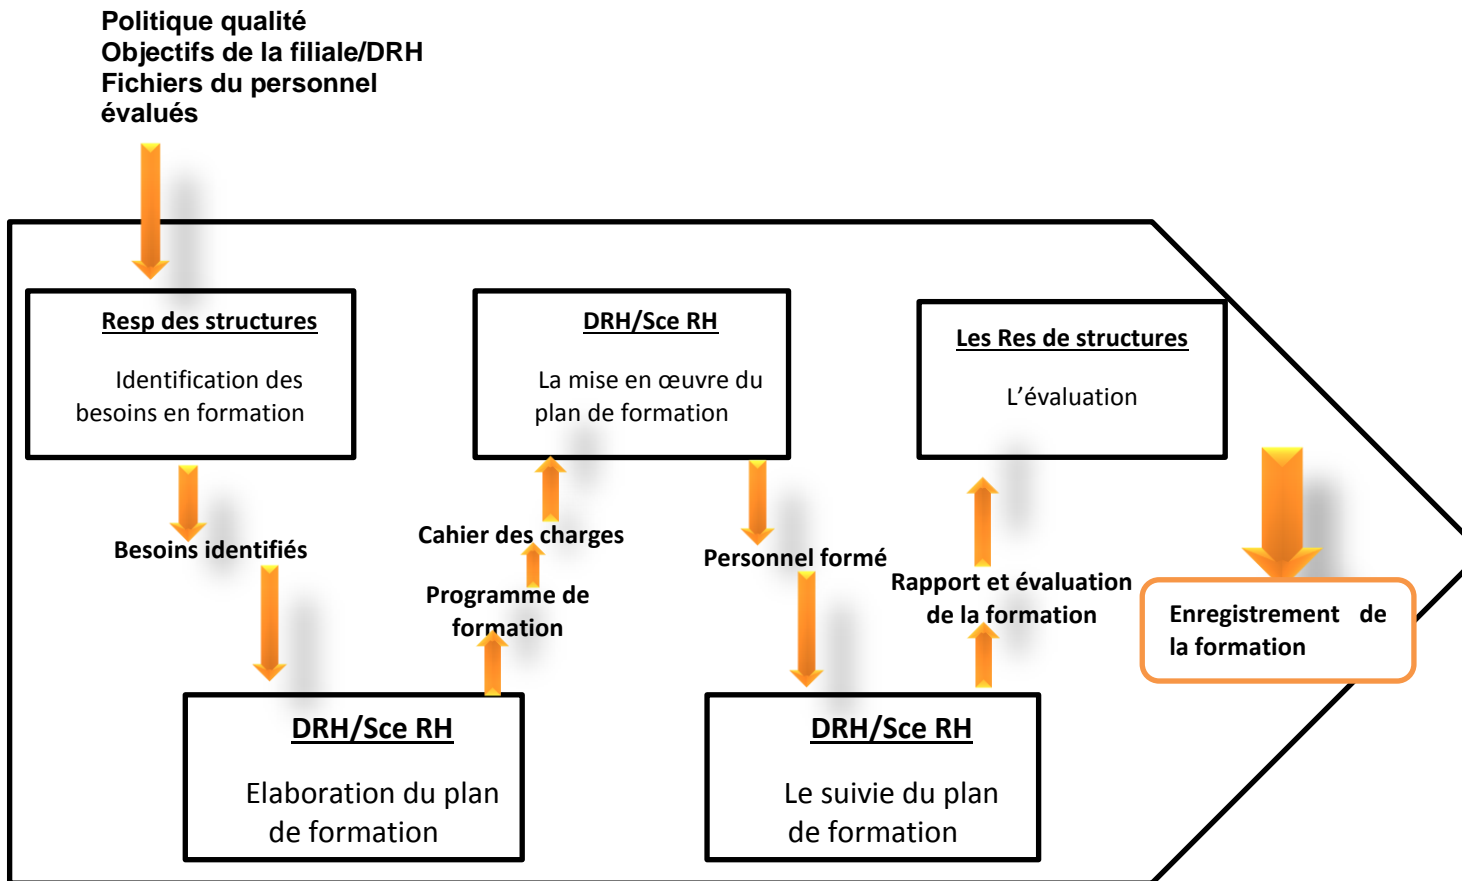 Politique qualité
Objectifs de la filiale/DRH
Fichiers du personnel
évalués
Resp des structures
Identification des
besoins en formation
DRH/Sce RH
La mise en œuvre du
plan de formation
Les Res de structures
L’évaluation
Besoins identifiés
Cahier des charges
Programme de
formation
Personnel formé
Rapport et évaluation
de la formation
Enregistrement de
la formation
DRH/Sce RH
Elaboration du plan
de formation
DRH/Sce RH
Le suivie du plan
de formation